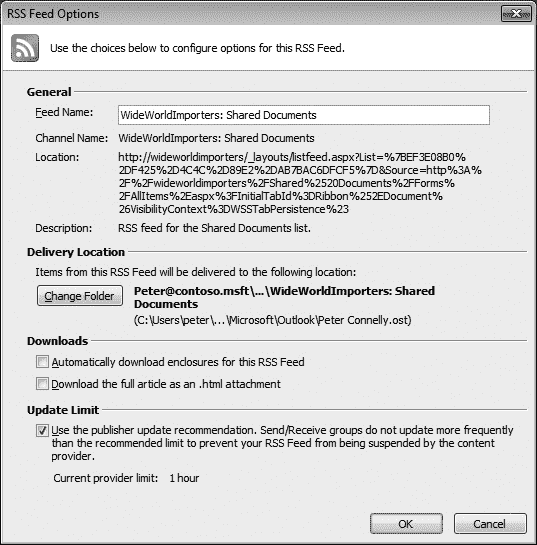 RSS Feed Options
Use the choices below to configure options for this RSS Feed.
General
Feed Name: WideWorldImporters: Shared Documents
Channel Name: WideWorldImporters: Shared Documents
Location: http://wideworldimporters/_layouts/listfeed.aspx?List=%7BEF3E08B0%
2DF425%2D4C4C%2D89E2%2DAB7BAC6DFCF5%7D&Source=http%3A%
2F%2Fwideworldimporters%2FShared%2520Documents%2FForms%
2FAllItems%2Easpx%3FInitialTabId%3DRibbon%252EDocument%
26VisibilityContext%3DWSSTabPersistence%23
Description: RSS feed for the Shared Documents list.
Delivery Location
Items from this RSS Feed will be delivered to the following location:
Change Folder Peter@contoso.msft\...\WideWorldImporters: Shared
Documents
(C:\Users\peter\...\Microsoft\Outlook\Peter Connelly.ost)
Downloads
Automatically download enclosures for this RSS Feed
Download the full article as an .html attachment
Update Limit
Use the publisher update recommendation. Send/Receive groups do not update more frequently
than the recommended limit to prevent your RSS Feed from being suspended by the content
provider.
Current provider limit: 1 hour
OK Cancel